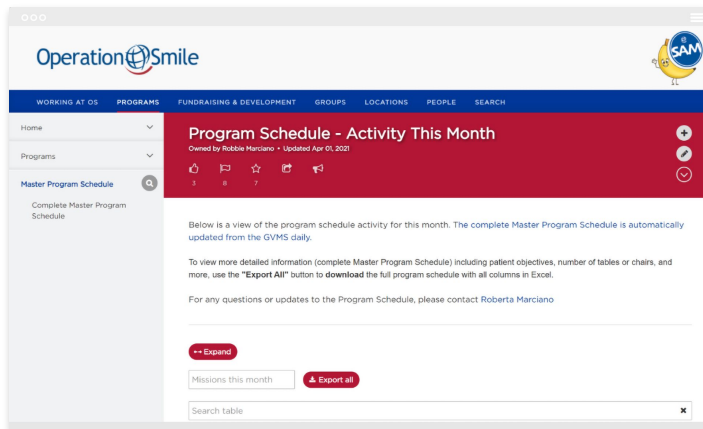 Operation Smile
SAM
WORKING AT OS PROGRAMS FUNDRAISING & DEVELOPMENT GROUPS LOCATIONS PEOPLE SEARCH
Home
Programs
Master Program Schedule
Complete Master Program
Schedule
Program Schedule - Activity This Month
Owned by Robbie Marciano • Updated Apr 01, 2021
3 8 7
Below is a view of the program schedule activity for this month. The complete Master Program Schedule is automatically
updated from the GVMS daily.
To view more detailed information (complete Master Program Schedule) including patient objectives, number of tables or chairs, and
more, use the "Export All" button to download the full program schedule with all columns in Excel.
For any questions or updates to the Program Schedule, please contact Roberta Marciano
Expand
Missions this month
Export all
Search table